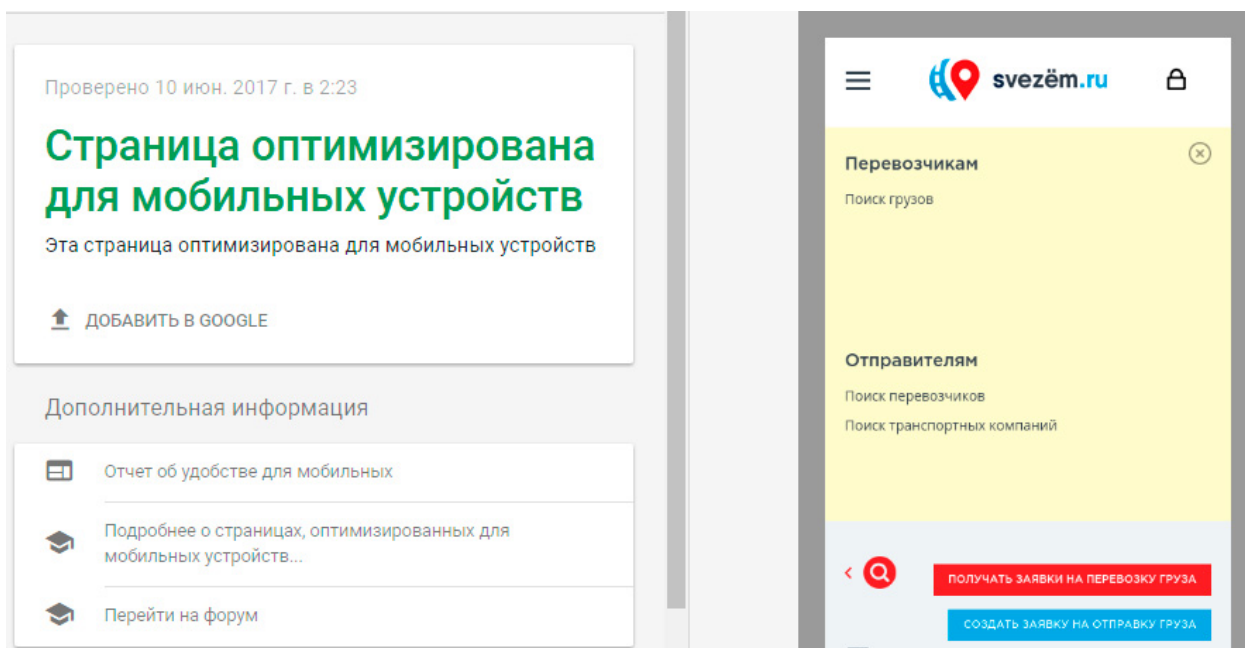 Проверено 10 июн. 2017 г. в 2:23
Страница оптимизирована
для мобильных устройств
Эта страница оптимизирована для мобильных устройств
ДОБАВИТЬ В GOOGLE
Дополнительная информация
Отчет об удобстве для мобильных
Подробнее о страницах, оптимизированных для
мобильных устройств...
Перейти на форум
svezёm.ru
Перевозчикам
Поиск грузов
Отправителям
Поиск перевозчиков
Поиск транспортных компаний
ПОЛУЧАТЬ ЗАЯВКИ НА ПЕРЕВОЗКУ ГРУЗА
СОЗДАТЬ ЗАЯВКУ НА ОТПРАВКУ ГРУЗА